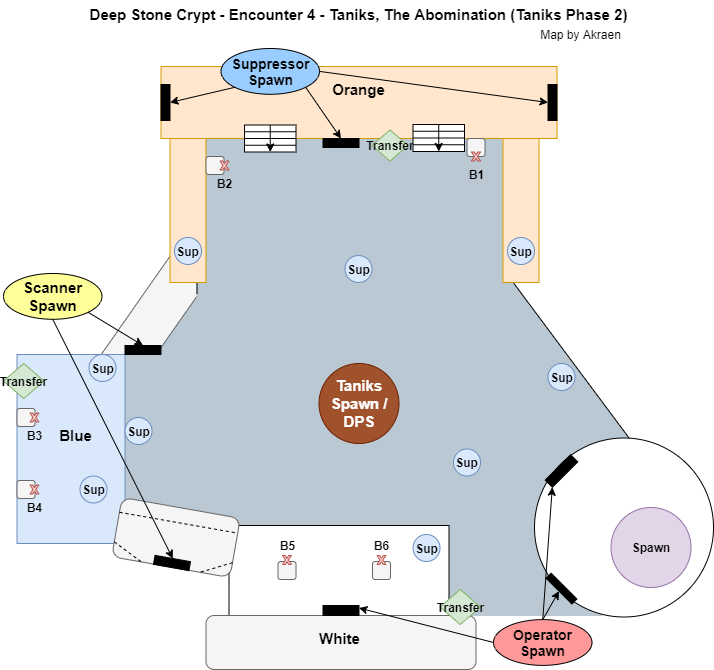 Deep Stone Crypt - Encounter 4 - Taniks, The Abomination (Taniks Phase 2)
Map by Akraen
Suppressor
Spawn
Orange
Transfer
B2
B1
Sup
Sup
Sup
Scanner
Spawn
Sup
Transfer
Taniks
Spawn /
DPS
Sup
B3
Blue
Sup
Sup
Sup
B4
B5
B6
Sup
Spawn
Transfer
White
Operator
Spawn